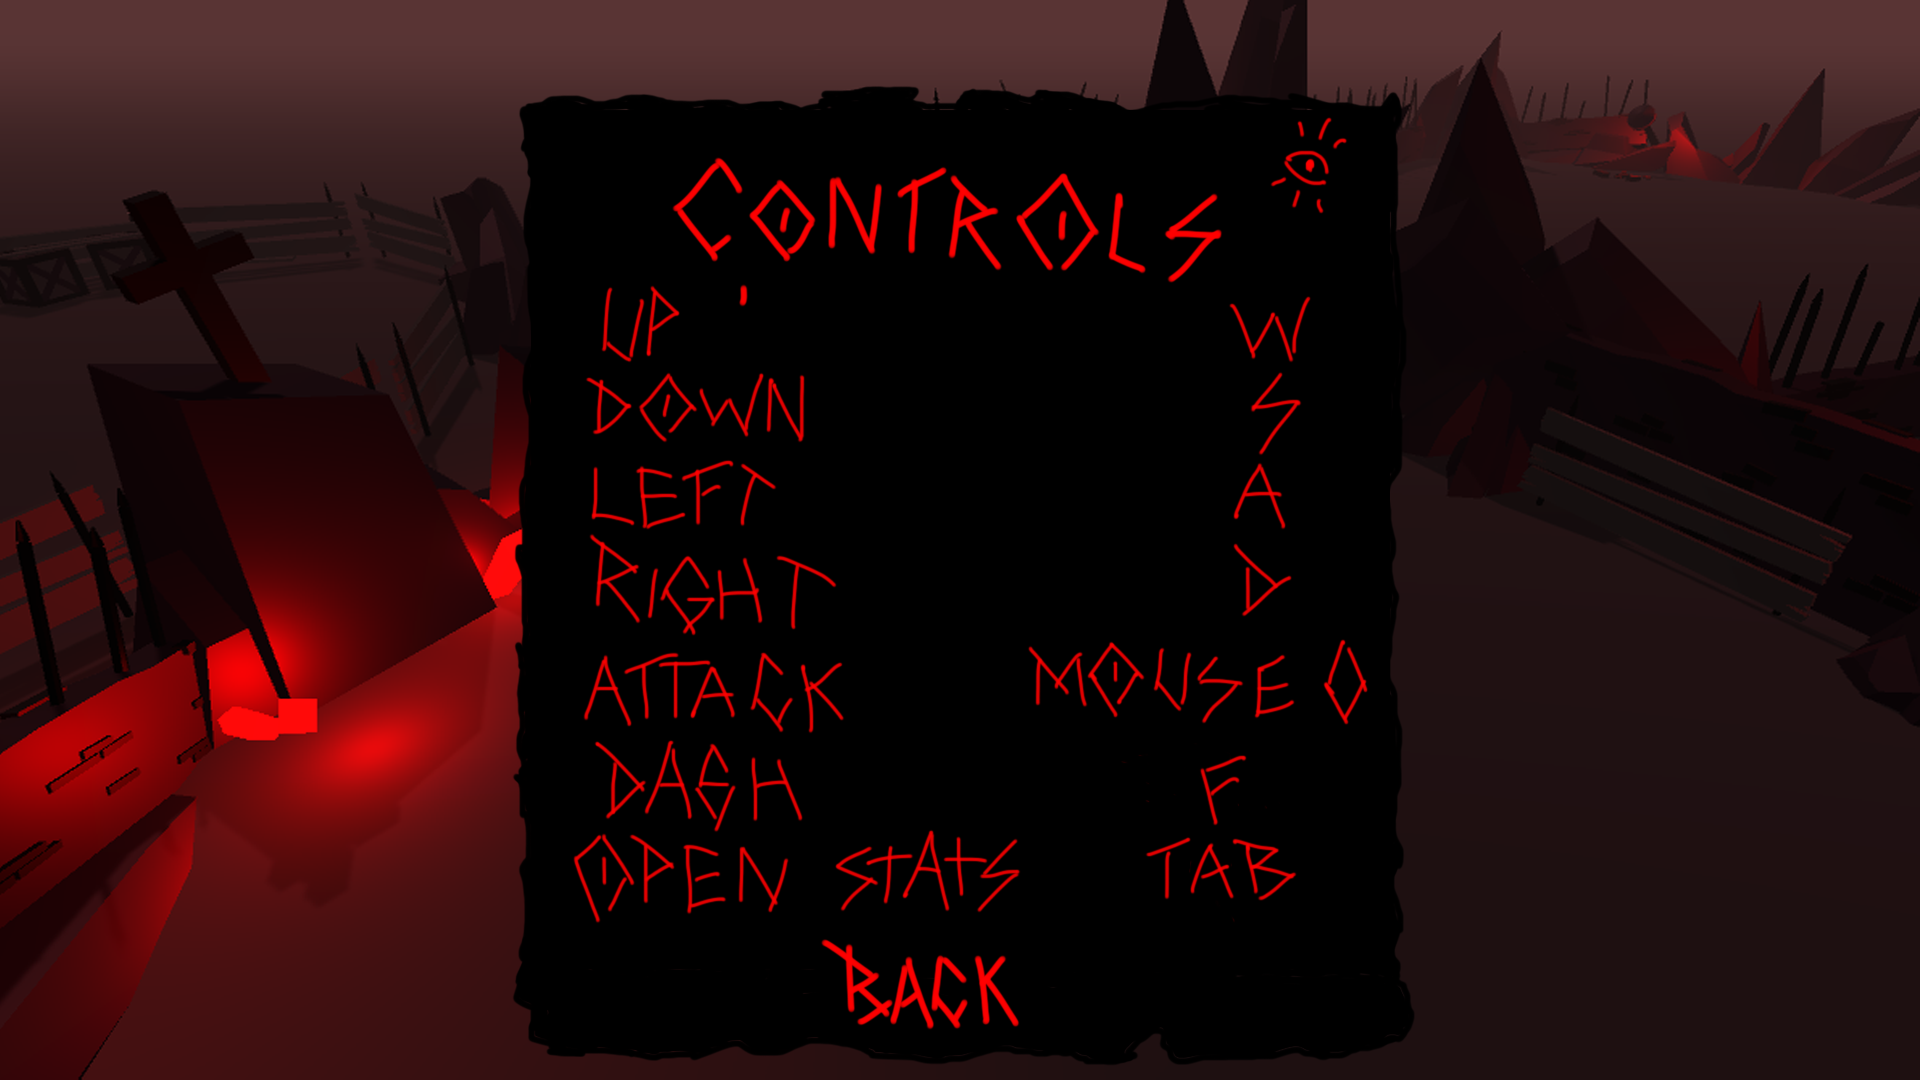 CONTROLS
UP W
DOWN S
LEFT A
RIGHT D
ATTACK MOUSE 0
DASH F
OPEN STATS TAB
BACK